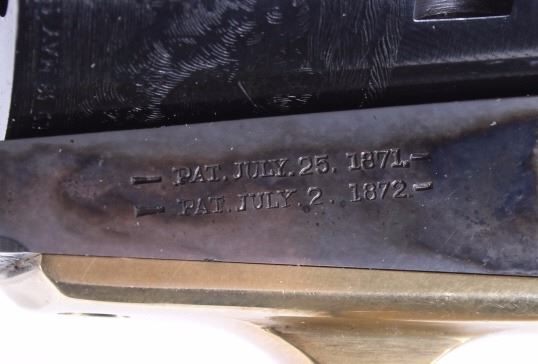 - PAT. JULY. 25. 1871. -
- PAT. JULY. 2. 1872. -